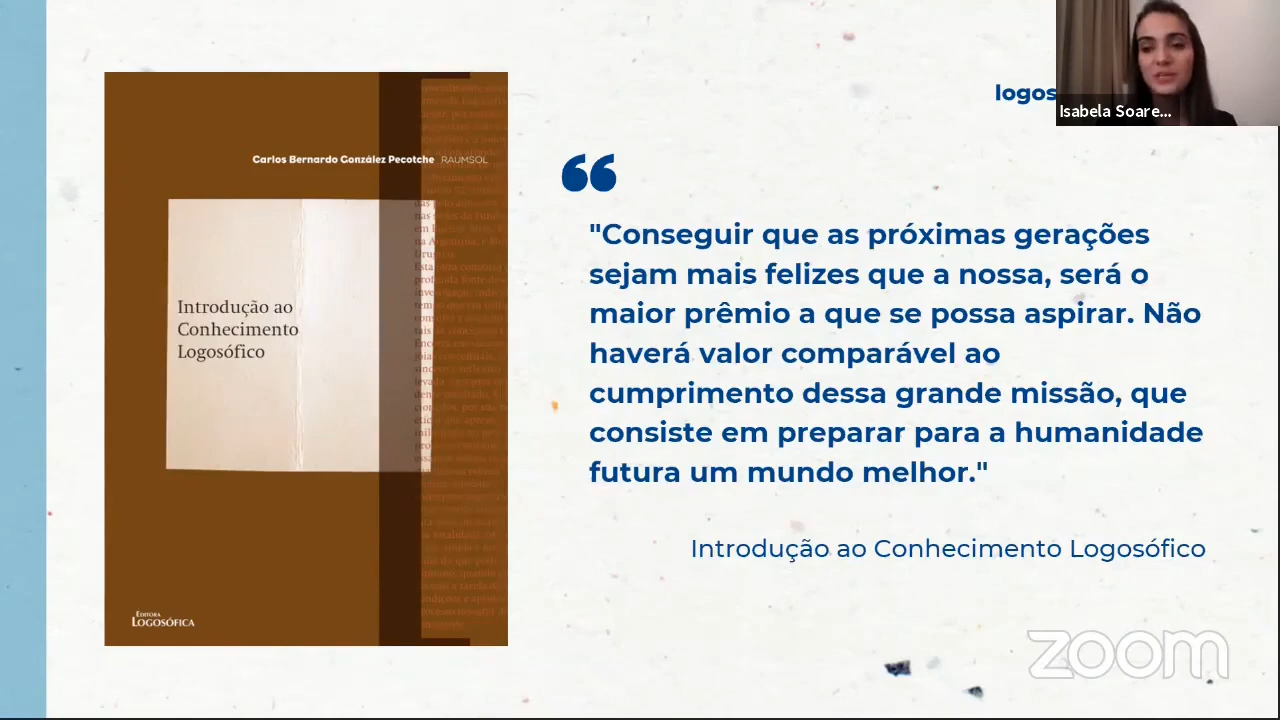 logos
Isabela Soare...
Carlos Bernardo González Pecotche RAUMSOL
Introdução ao
Conhecimento
Logosófico
EDITORA
LOGOSÓFICA
"Conseguir que as próximas gerações
sejam mais felizes que a nossa, será o
maior prêmio a que se possa aspirar. Não
haverá valor comparável ao
cumprimento dessa grande missão, que
consiste em preparar para a humanidade
futura um mundo melhor."
Introdução ao Conhecimento Logosófico
zoom